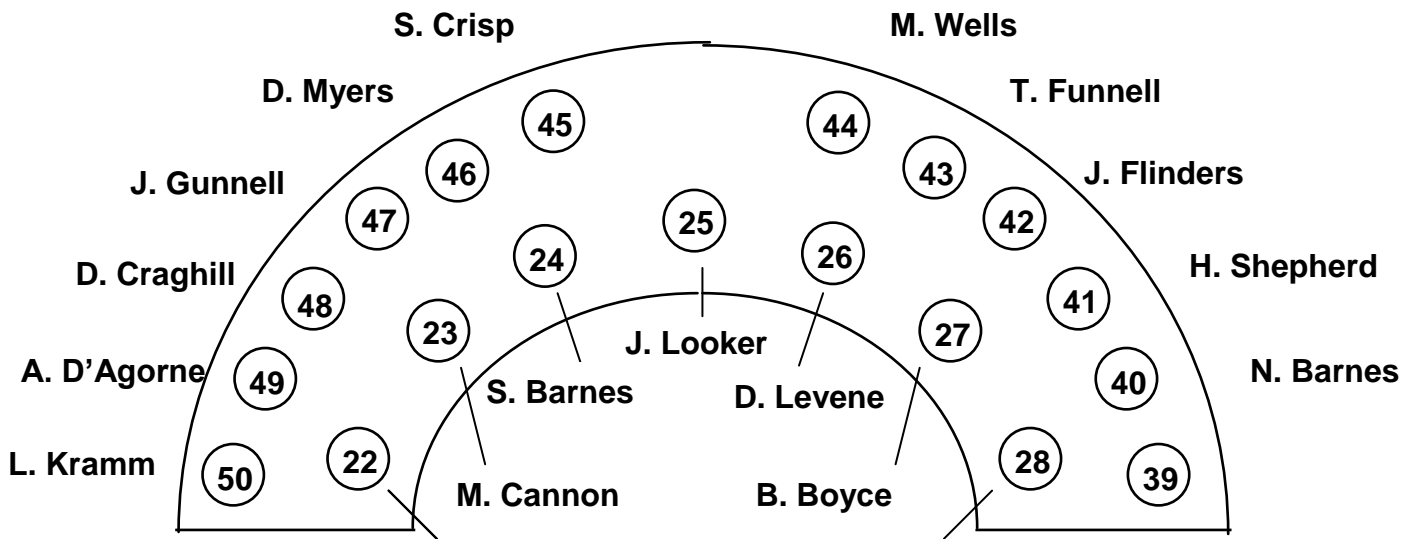 S. Crisp
M. Wells
D. Myers
T. Funnell
45
44
J. Gunnell
46
43
J. Flinders
47
42
25
24
26
D. Craghill
H. Shepherd
48
41
23
27
J. Looker
A. D’Agorne
49
40
N. Barnes
S. Barnes
D. Levene
L. Kramm
50
22
28
39
M. Cannon
B. Boyce